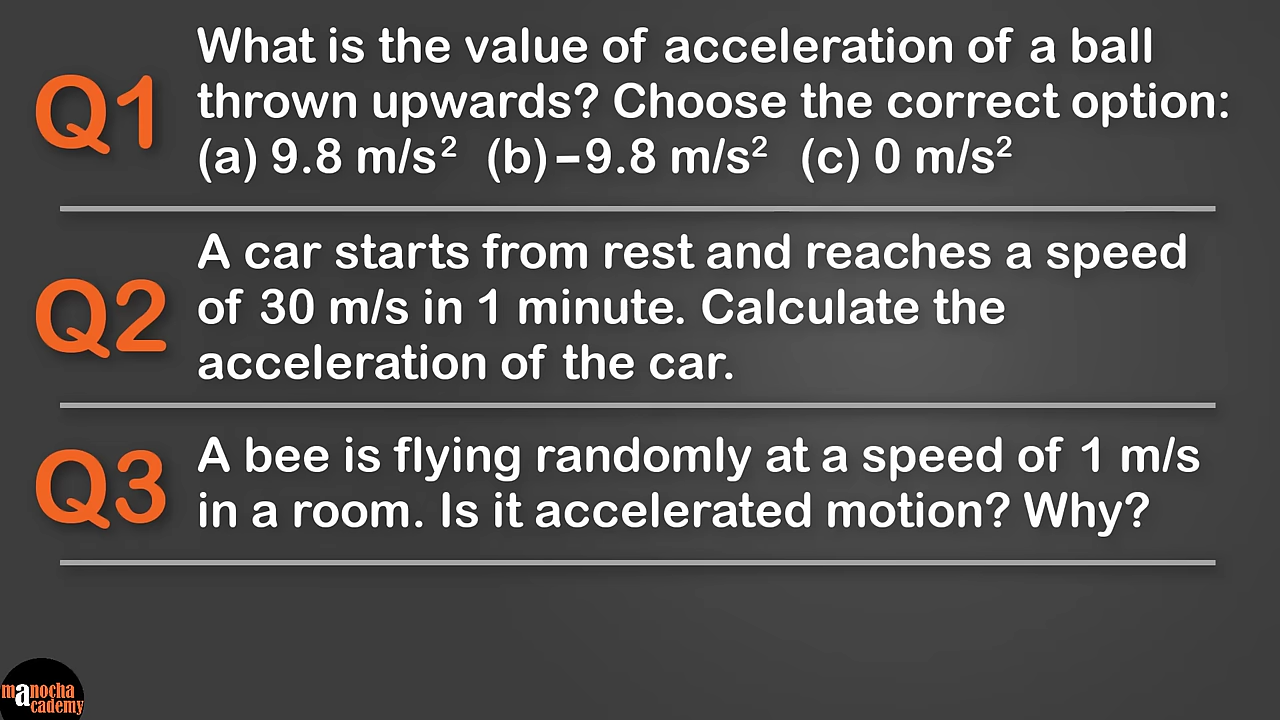 Q1
What is the value of acceleration of a ball
thrown upwards? Choose the correct option:
(a) 9.8 m/s² (b) –9.8 m/s² (c) 0 m/s²
Q2
A car starts from rest and reaches a speed
of 30 m/s in 1 minute. Calculate the
acceleration of the car.
Q3
A bee is flying randomly at a speed of 1 m/s
in a room. Is it accelerated motion? Why?
manocha
cademy